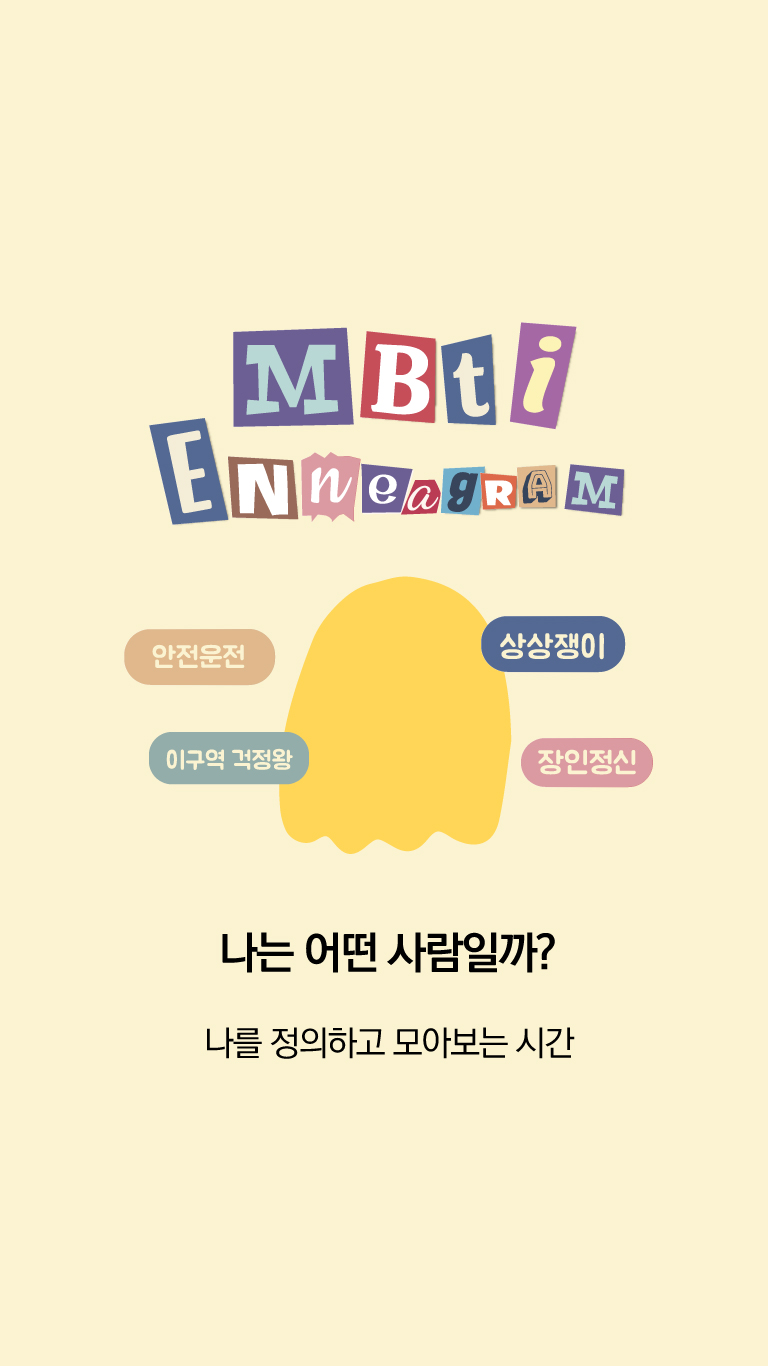 MBti
ENneagRAM
안전운전
상상쟁이
이구역 걱정왕
장인정신
나는 어떤 사람일까?
나를 정의하고 모아보는 시간